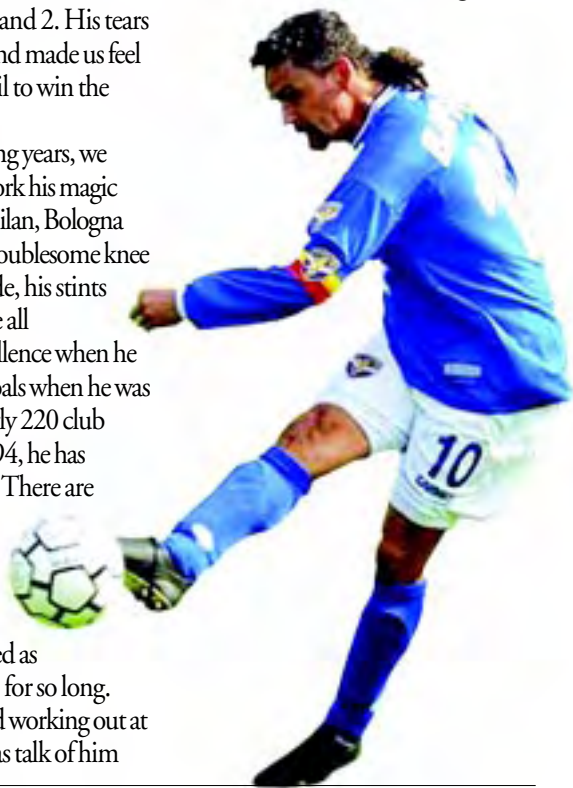 and 2. His tears
nd made us feel
il to win the
ng years, we
ork his magic
ilan, Bologna
oublesome knee
le, his stints
e all
llence when he
oals when he was
ly 220 club
94, he has
There are
10
ed as
for so long.
d working out at
as talk of him